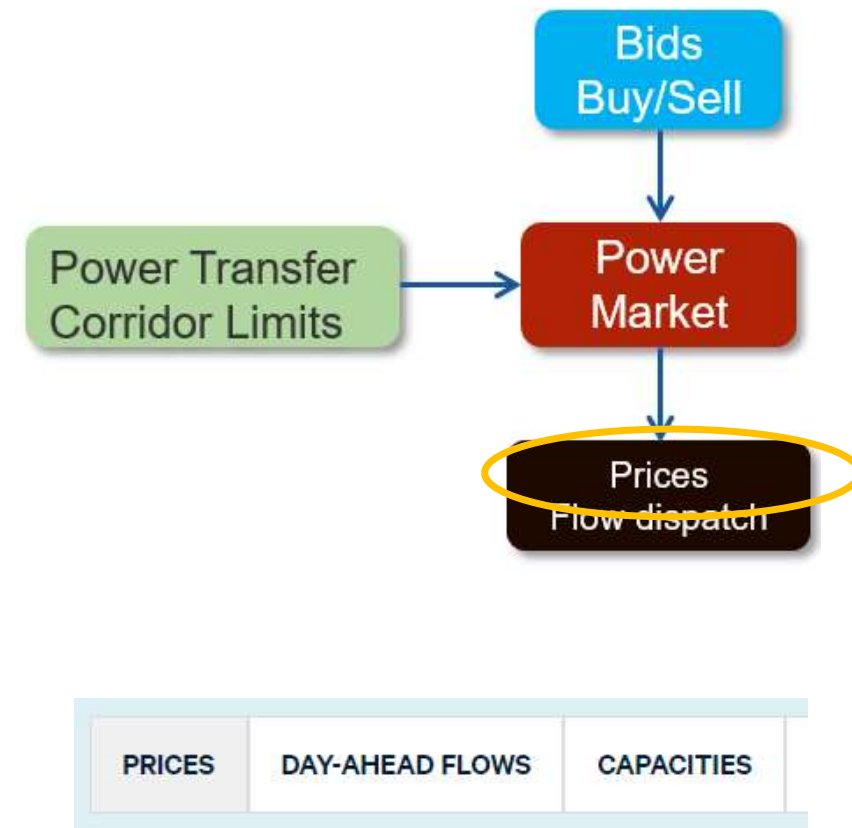 Bids
Buy/Sell
Power Transfer
Corridor Limits
Power
Market
Prices
Flow dispatch
PRICES
DAY-AHEAD FLOWS
CAPACITIES